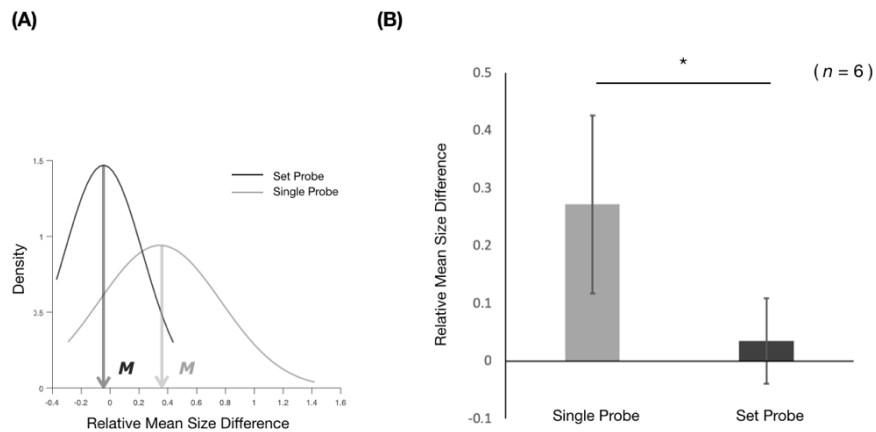 (A)
1.5
1
0.5
0
Density
-0.4 -0.2 0 0.2 0.4 0.6 0.8 1 1.2 1.4 1.6
Relative Mean Size Difference
Set Probe
Single Probe
M M
(B)
*
( n = 6 )
0.5
0.4
0.3
0.2
0.1
0
-0.1
Relative Mean Size Difference
Single Probe Set Probe